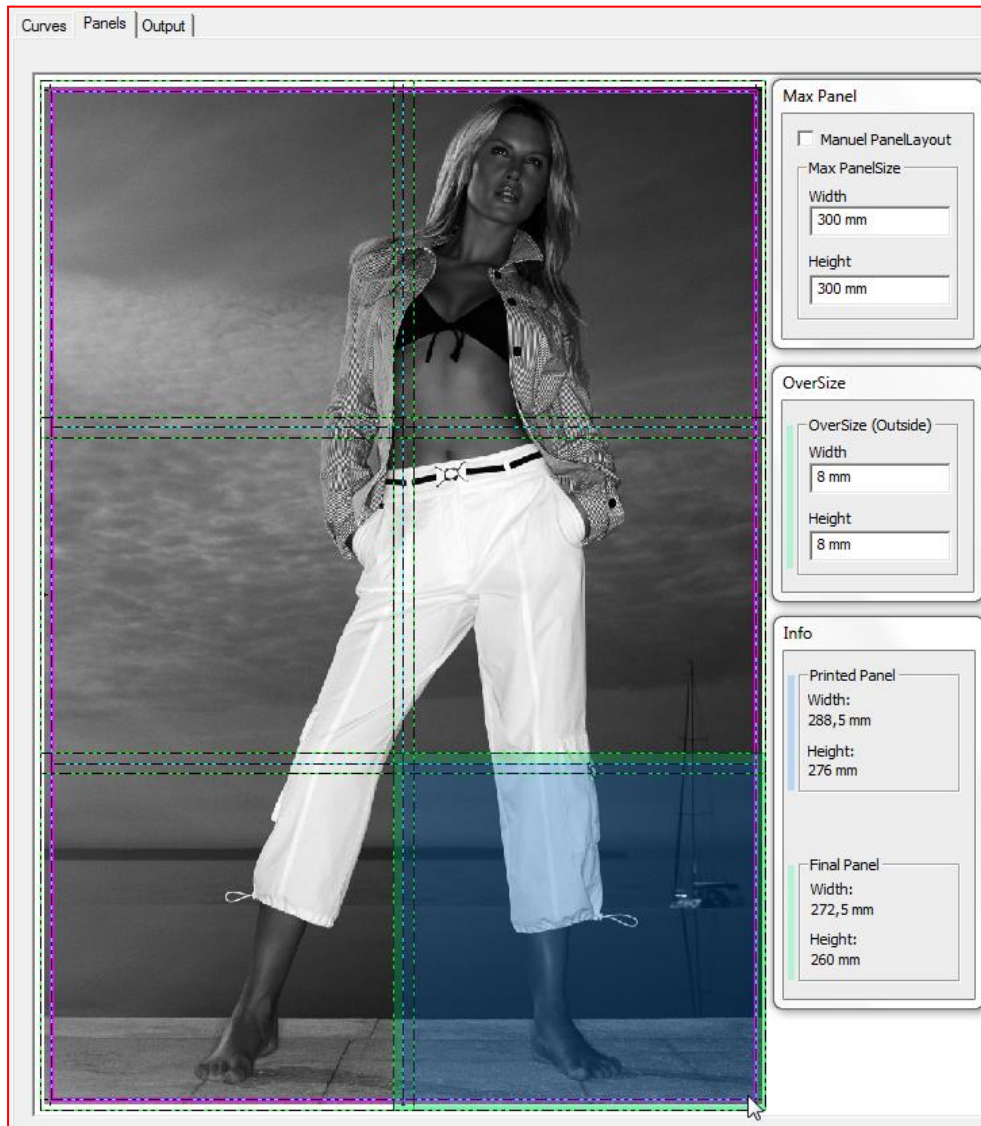 Curves Panels Output
Max Panel
Manuel PanelLayout
Max PanelSize
Width
300 mm
Height
300 mm
OverSize
OverSize (Outside)
Width
8 mm
Height
8 mm
Info
Printed Panel
Width:
288,5 mm
Height:
276 mm
Final Panel
Width:
272,5 mm
Height:
260 mm